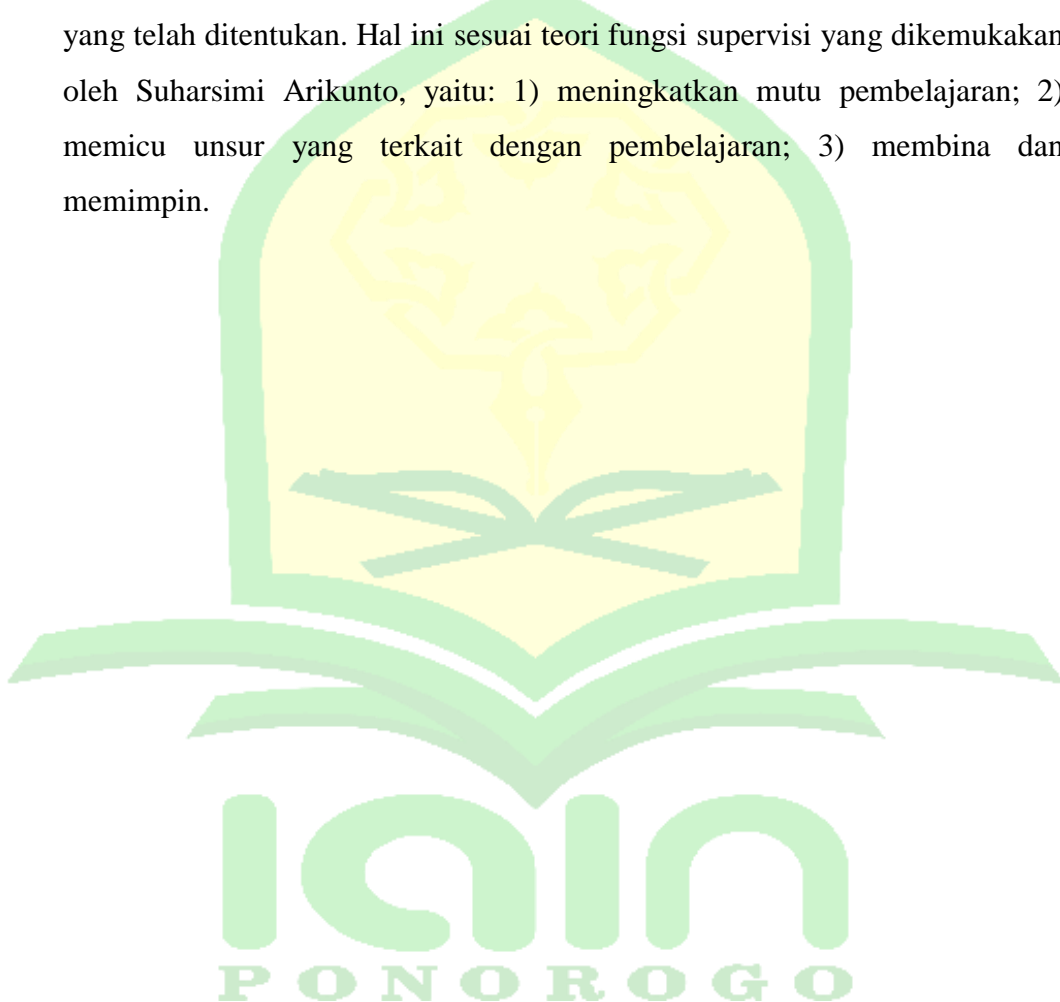 yang telah ditentukan. Hal ini sesuai teori fungsi supervisi yang dikemukakan
oleh Suharsimi Arikunto, yaitu: 1) meningkatkan mutu pembelajaran; 2)
memicu unsur yang terkait dengan pembelajaran; 3) membina dan
memimpin.
iain
PONOROGO